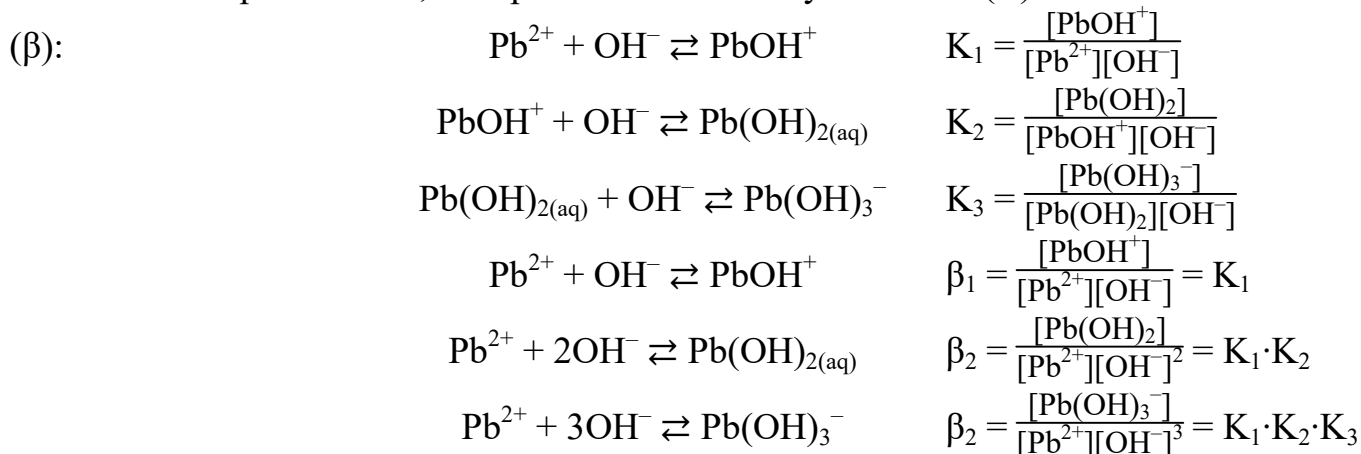 (β): Pb²⁺ + OH⁻ ⇄ PbOH⁺ K₁ = [PbOH⁺] / [Pb²⁺][OH⁻]
PbOH⁺ + OH⁻ ⇄ Pb(OH)₂₍aq₎ K₂ = [Pb(OH)₂] / [PbOH⁺][OH⁻]
Pb(OH)₂₍aq₎ + OH⁻ ⇄ Pb(OH)₃⁻ K₃ = [Pb(OH)₃⁻] / [Pb(OH)₂][OH⁻]
Pb²⁺ + OH⁻ ⇄ PbOH⁺ β₁ = [PbOH⁺] / [Pb²⁺][OH⁻] = K₁
Pb²⁺ + 2OH⁻ ⇄ Pb(OH)₂₍aq₎ β₂ = [Pb(OH)₂] / [Pb²⁺][OH⁻]² = K₁·K₂
Pb²⁺ + 3OH⁻ ⇄ Pb(OH)₃⁻ β₂ = [Pb(OH)₃⁻] / [Pb²⁺][OH⁻]³ = K₁·K₂·K₃